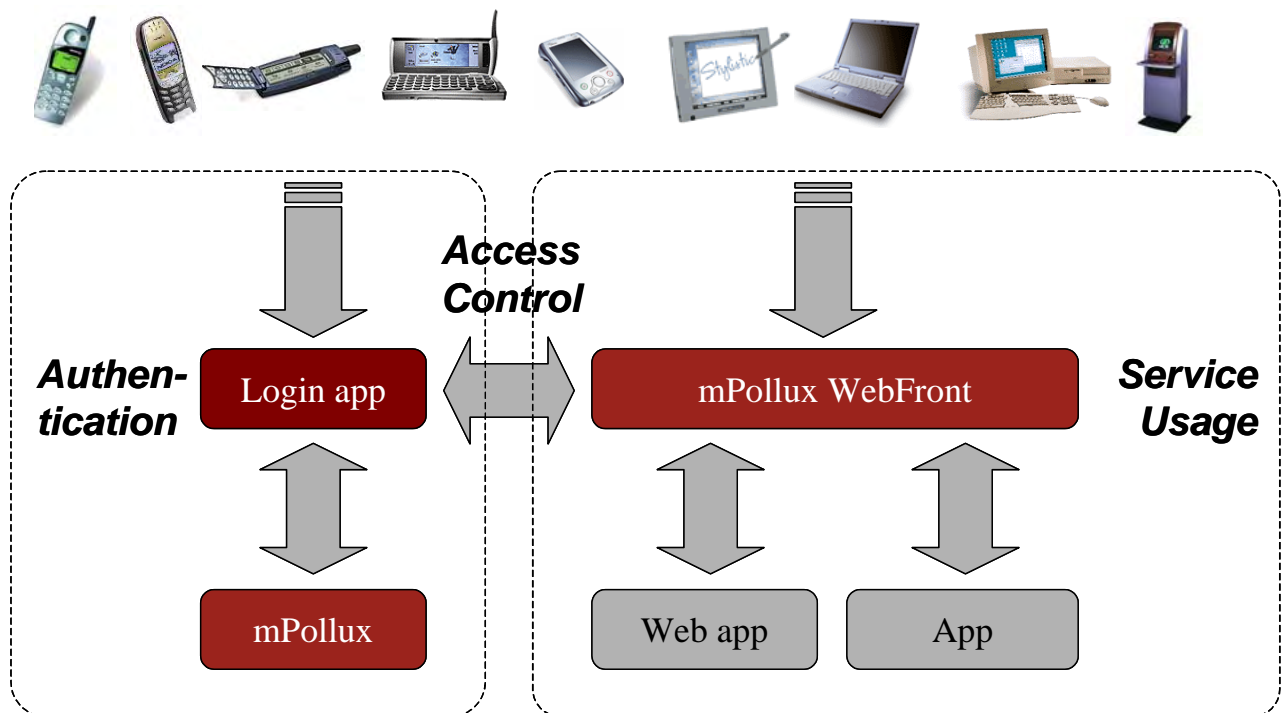 Stylistic
Access
Control
Authen-
tication
Login app
mPollux WebFront
Service
Usage
mPollux
Web app
App